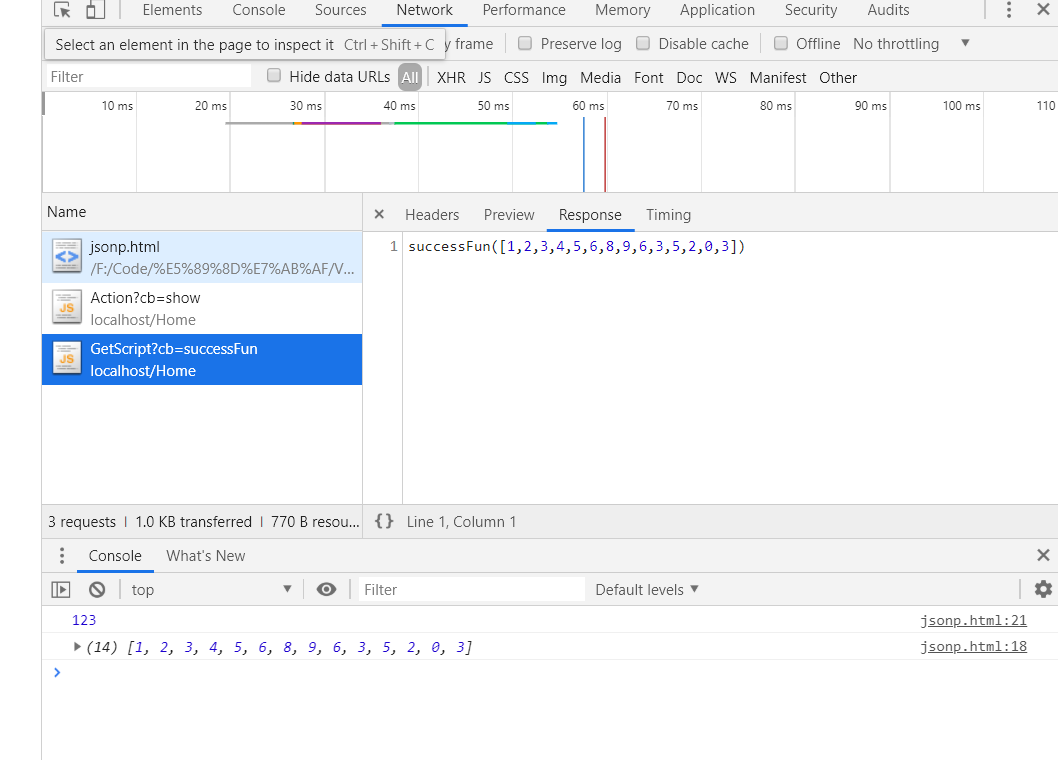 Elements Console Sources Network Performance Memory Application Security Audits
Select an element in the page to inspect it Ctrl + Shift + C y frame Preserve log Disable cache Offline No throttling
Filter Hide data URLs All XHR JS CSS Img Media Font Doc WS Manifest Other
10 ms 20 ms 30 ms 40 ms 50 ms 60 ms 70 ms 80 ms 90 ms 100 ms 110
Name
× Headers Preview Response Timing
jsonp.html
/F:/Code/%E5%89%8D%E7%AB%AF/V...
Action?cb=show
localhost/Home
JS
GetScript?cb=successFun
localhost/Home
JS
1 successFun([1,2,3,4,5,6,8,9,6,3,5,2,0,3])
3 requests 1.0 KB transferred 770 B resou...
{} Line 1, Column 1
Console What's New
top Filter Default levels
123 jsonp.html:21
(14) [1, 2, 3, 4, 5, 6, 8, 9, 6, 3, 5, 2, 0, 3] jsonp.html:18